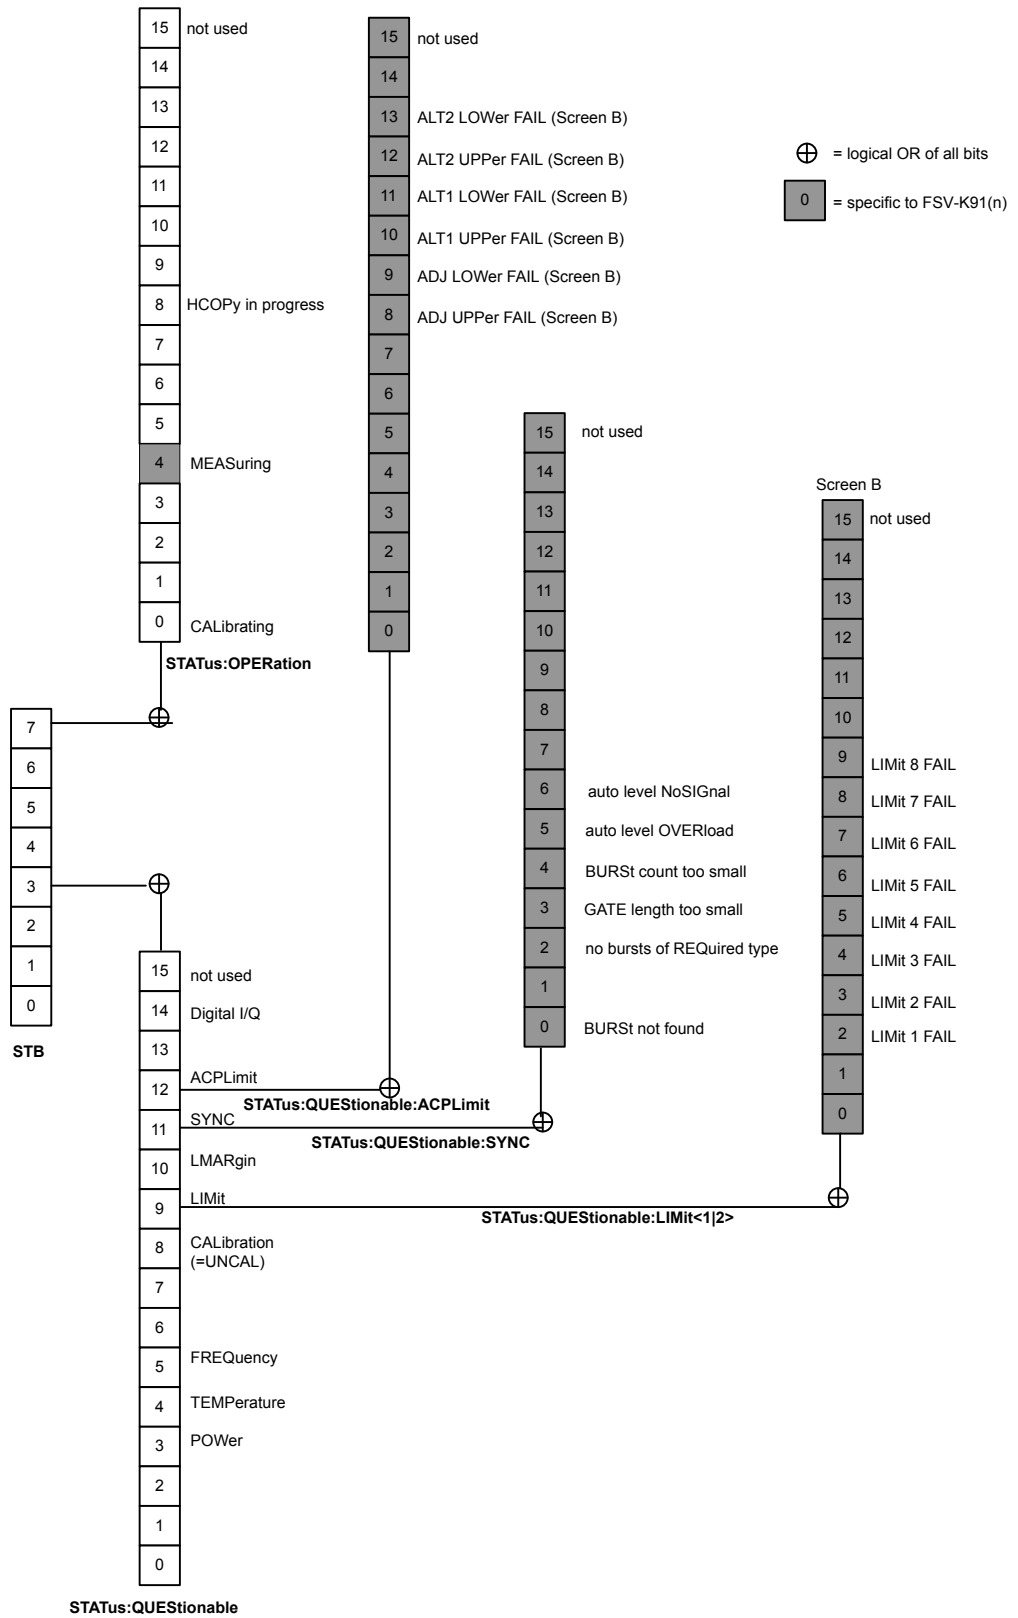 15 not used
14
13
12
11
10
9
8 HCOPy in progress
7
6
5
4 MEASuring
3
2
1
0 CALibrating
STATus:OPERation
15 not used
14
13 ALT2 LOWer FAIL (Screen B)
12 ALT2 UPPer FAIL (Screen B)
11 ALT1 LOWer FAIL (Screen B)
10 ALT1 UPPer FAIL (Screen B)
9 ADJ LOWer FAIL (Screen B)
8 ADJ UPPer FAIL (Screen B)
7
6
5
4
3
2
1
0
STATus:QUEStionable:ACPLimit
= logical OR of all bits
0 = specific to FSV-K91(n)
15 not used
14
13
12
11
10
9
8
7
6 auto level NoSIGnal
5 auto level OVERload
4 BURSt count too small
3 GATE length too small
2 no bursts of REQuired type
1
0 BURSt not found
STATus:QUEStionable:SYNC
Screen B
15 not used
14
13
12
11
10
9 LIMit 8 FAIL
8 LIMit 7 FAIL
7 LIMit 6 FAIL
6 LIMit 5 FAIL
5 LIMit 4 FAIL
4 LIMit 3 FAIL
3 LIMit 2 FAIL
2 LIMit 1 FAIL
1
0
STATus:QUEStionable:LIMit<1|2>
7
6
5
4
3
2
1
0
STB
15 not used
14 Digital I/Q
13
12 ACPLimit
11 SYNC
10 LMARgin
9 LIMit
8 CALibration
(=UNCAL)
7
6
5 FREQuency
4 TEMPerature
3 POWer
2
1
0
STATus:QUEStionable